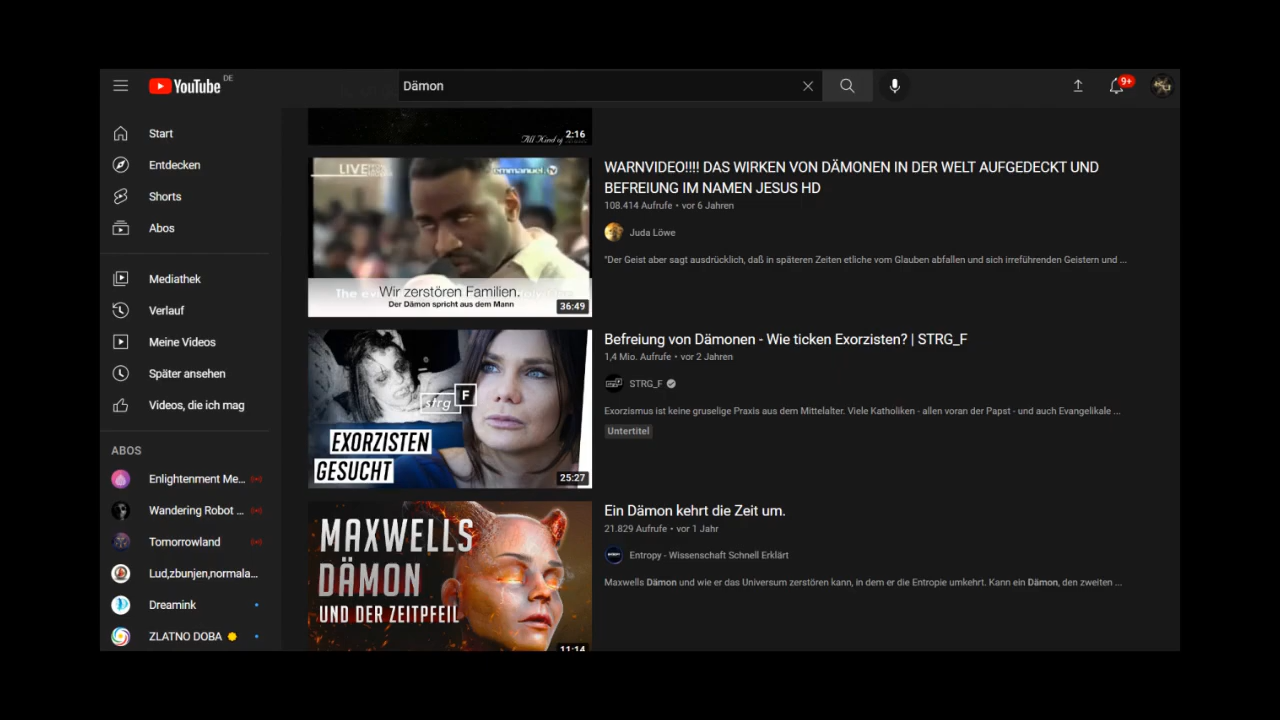 YouTube DE
Dämon
9+
Start
Entdecken
Shorts
Abos
Mediathek
Verlauf
Meine Videos
Später ansehen
Videos, die ich mag
ABOS
Enlightenment Me...
Wandering Robot ...
Tomorrowland
Lud,zbunjen,normala...
Dreamink
ZLATNO DOBA
All Kind of
2:16
LIVE
emmanuel tv
Wir zerstören Familien.
Der Dämon spricht aus dem Mann
36:49
WARNVIDEO!!!! DAS WIRKEN VON DÄMONEN IN DER WELT AUFGEDECKT UND
BEFREIUNG IM NAMEN JESUS HD
108.414 Aufrufe • vor 6 Jahren
Juda Löwe
"Der Geist aber sagt ausdrücklich, daß in späteren Zeiten etliche vom Glauben abfallen und sich irreführenden Geistern und ...
strg F
EXORZISTEN
GESUCHT
25:27
Befreiung von Dämonen - Wie ticken Exorzisten? | STRG_F
1,4 Mio. Aufrufe • vor 2 Jahren
STRG_F
Exorzismus ist keine gruselige Praxis aus dem Mittelalter. Viele Katholiken - allen voran der Papst - und auch Evangelikale ...
Untertitel
MAXWELLS
DÄMON
UND DER ZEITPFEIL
11:14
Ein Dämon kehrt die Zeit um.
21.829 Aufrufe • vor 1 Jahr
Entropy - Wissenschaft Schnell Erklärt
Maxwells Dämon und wie er das Universum zerstören kann, in dem er die Entropie umkehrt. Kann ein Dämon, den zweiten ...